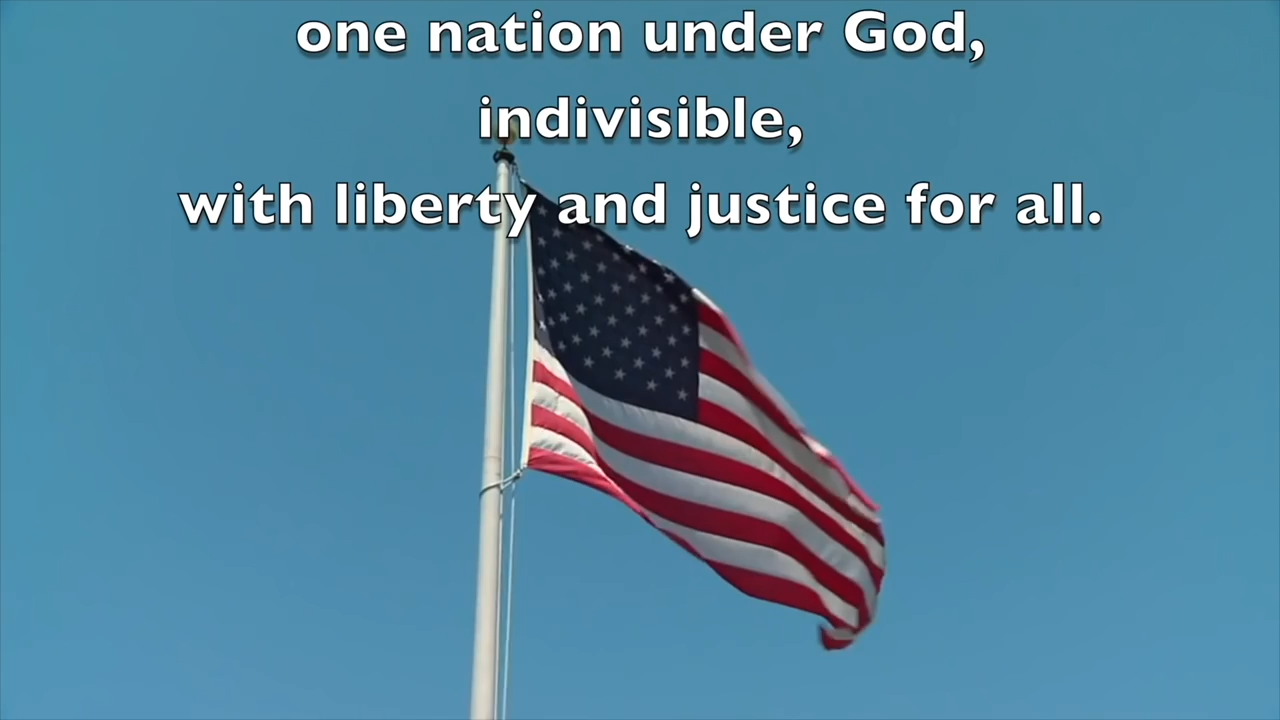 one nation under God,
indivisible,
with liberty and justice for all.